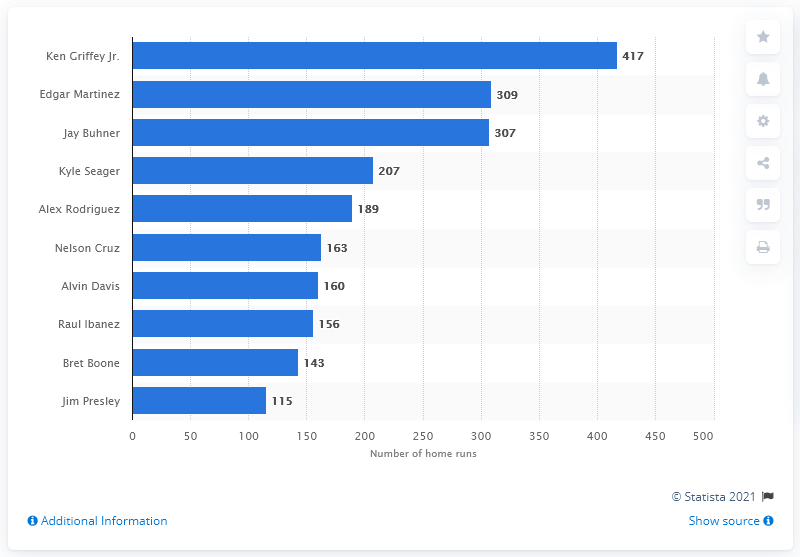 Ken Griffey Jr. 417
Edgar Martinez 309
Jay Buhner 307
Kyle Seager 207
Alex Rodriguez 189
Nelson Cruz 163
Alvin Davis 160
Raul Ibanez 156
Bret Boone 143
Jim Presley 115
0 50 100 150 200 250 300 350 400 450 500
Number of home runs
© Statista 2021
Additional Information Show source